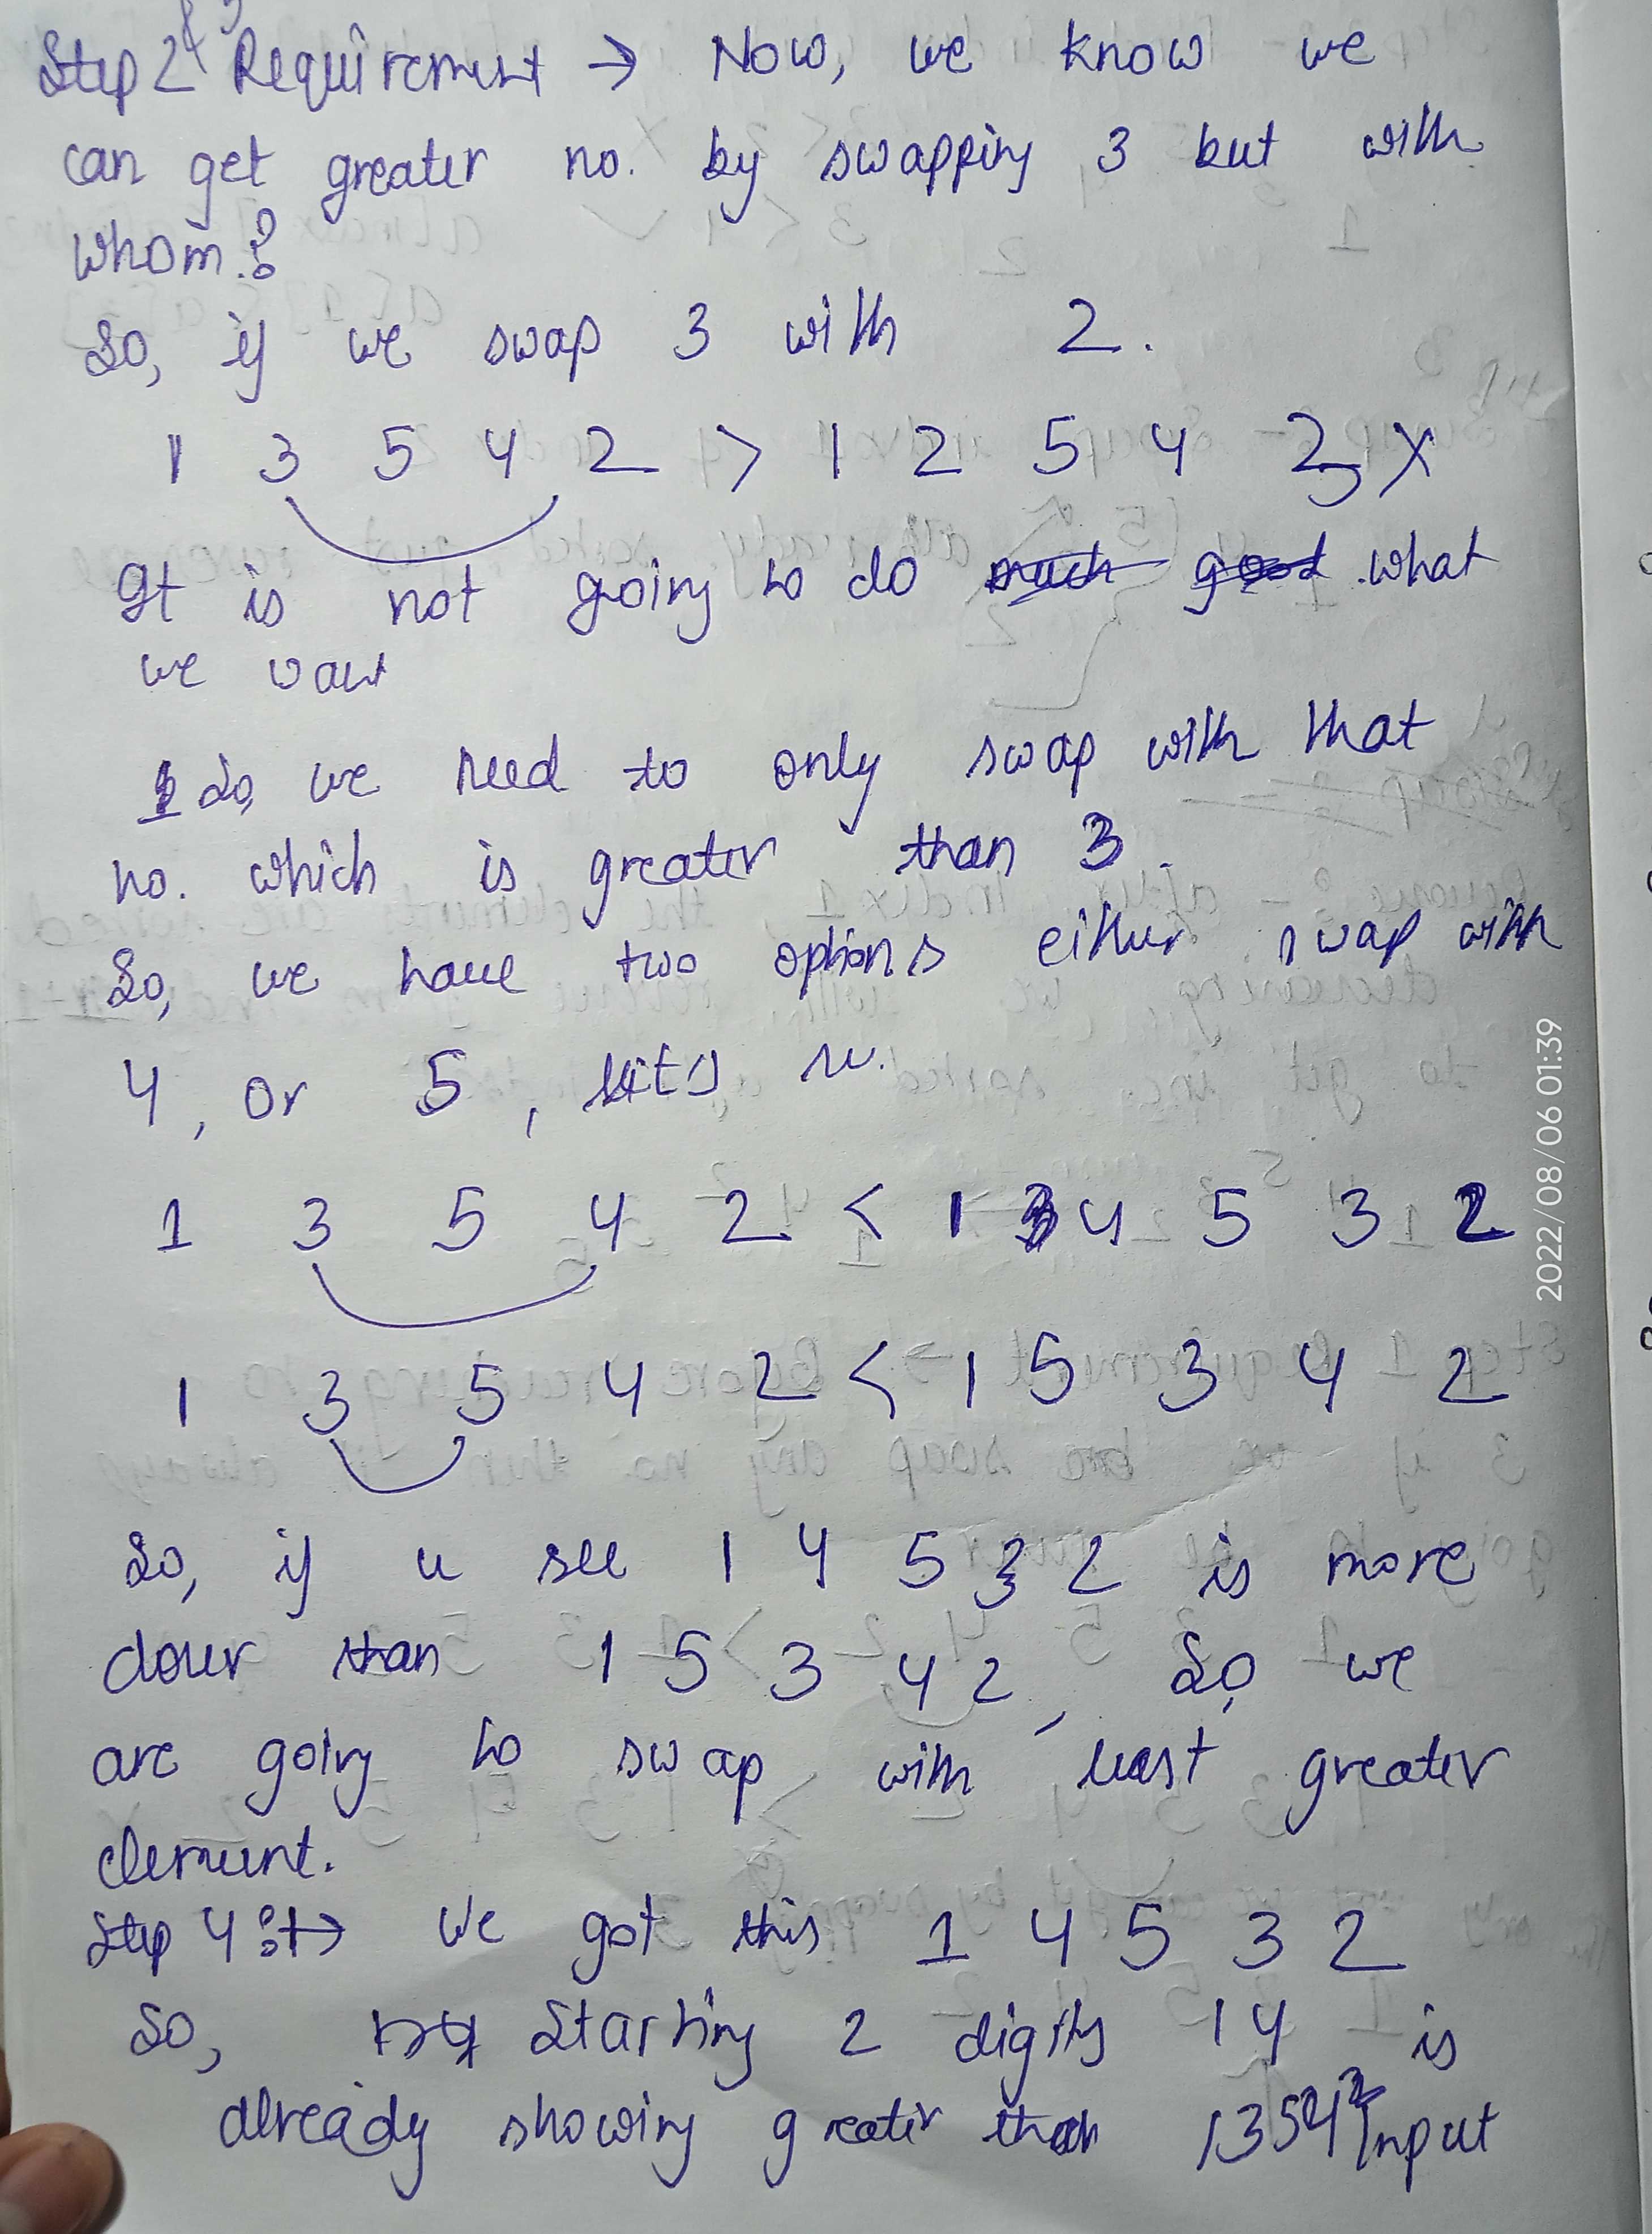 Step 2 & 3 Requirement → Now, we know we
can get greater no. by swapping 3 but with
whom ?
So, if we swap 3 with 2.
1 3 5 4 2 > 1 2 5 4 3 X
It is not going to do much good what
we want
So, we need to only swap with that
no. which is greater than 3.
So, we have two options either swap with
4, or 5, let's see.
1 3 5 4 2 < 1 4 5 3 2
1 3 5 4 2 < 1 5 3 4 2
So, if u see 1 4 5 3 2 is more
closer than 1 5 3 4 2, So, we
are going to swap with least greater
element.
Step 4 :→ We got this 1 4 5 3 2
So, starting 2 digits 1 4 is
already showing greater than 13542 Input
2022/08/06 01:39